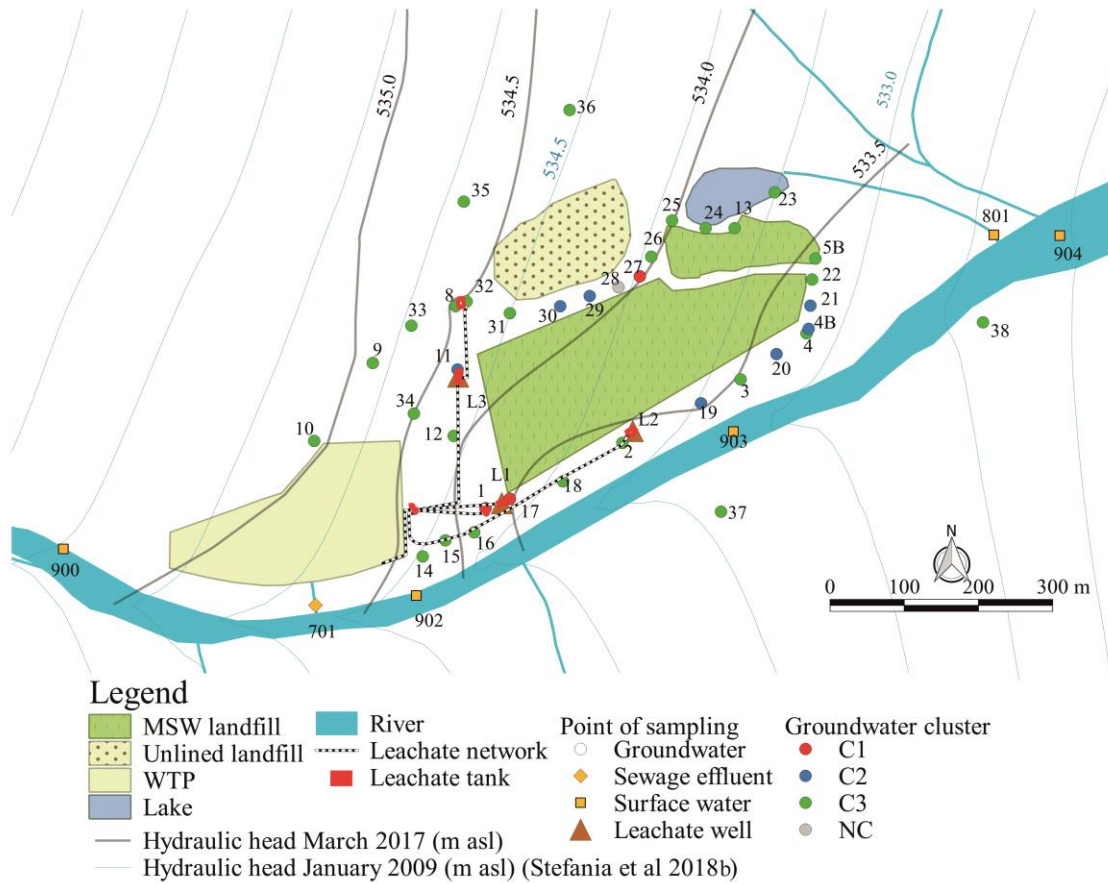 535.0
534.5
534.0
533.0
36
534.5
533.5
35
25
24
13
23
801
904
26
5B
27
28
22
8
32
29
21
33
31
30
4B
38
9
11
4
20
L3
3
34
19
10
12
L2
903
2
L1
1
18
37
17
N
16
15
900
14
0 100 200 300 m
902
701
Legend
MSW landfill
Unlined landfill
WTP
Lake
River
Leachate network
Leachate tank
Point of sampling
Groundwater
Sewage effluent
Surface water
Leachate well
Groundwater cluster
C1
C2
C3
NC
Hydraulic head March 2017 (m asl)
Hydraulic head January 2009 (m asl) (Stefania et al 2018b)